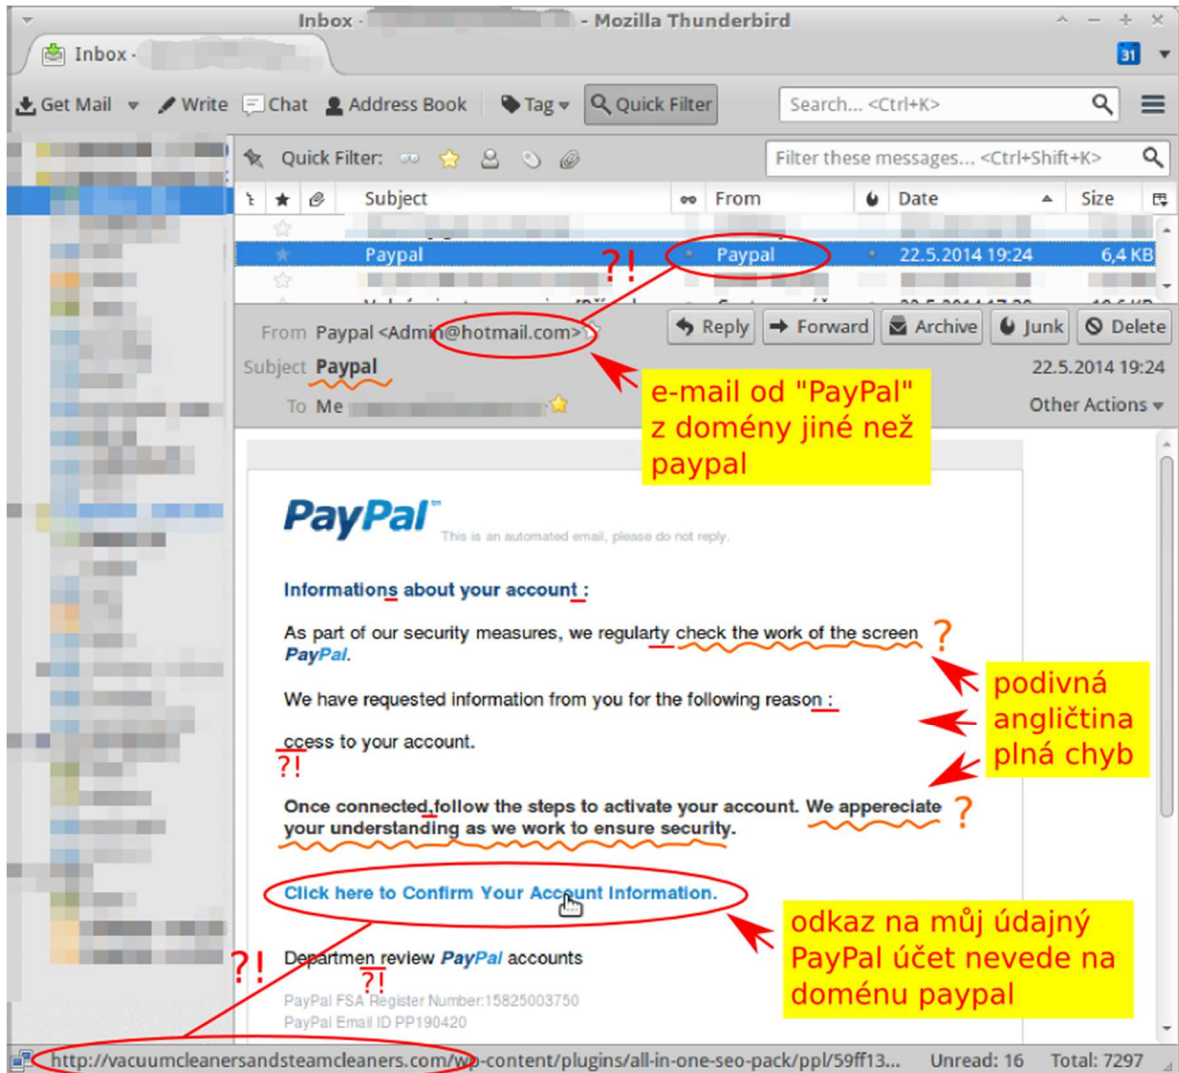 Inbox - - Mozilla Thunderbird
Inbox -
31
Get Mail Write Chat Address Book Tag Quick Filter Search... <Ctrl+K>
Quick Filter: Filter these messages... <Ctrl+Shift+K>
Subject From Date Size
Paypal Paypal 22.5.2014 19:24 6,4 KB
?!
From Paypal <Admin@hotmail.com> Reply Forward Archive Junk Delete
Subject Paypal 22.5.2014 19:24
To Me Other Actions
e-mail od "PayPal"
z domény jiné než
paypal
PayPal™
This is an automated email, please do not reply.
Informations about your account :
As part of our security measures, we regularty check the work of the screen ?
PayPal.
We have requested information from you for the following reason :
ccess to your account.
?!
podivná
angličtina
plná chyb
Once connected,follow the steps to activate your account. We appereciate ?
your understanding as we work to ensure security.
Click here to Confirm Your Account Information.
odkaz na můj údajný
PayPal účet nevede na
doménu paypal
?!
Departmen review PayPal accounts
?!
PayPal FSA Register Number:15825003750
PayPal Email ID PP190420
http://vacuumcleanersandsteamcleaners.com/wp-content/plugins/all-in-one-seo-pack/ppl/59ff13... Unread: 16 Total: 7297